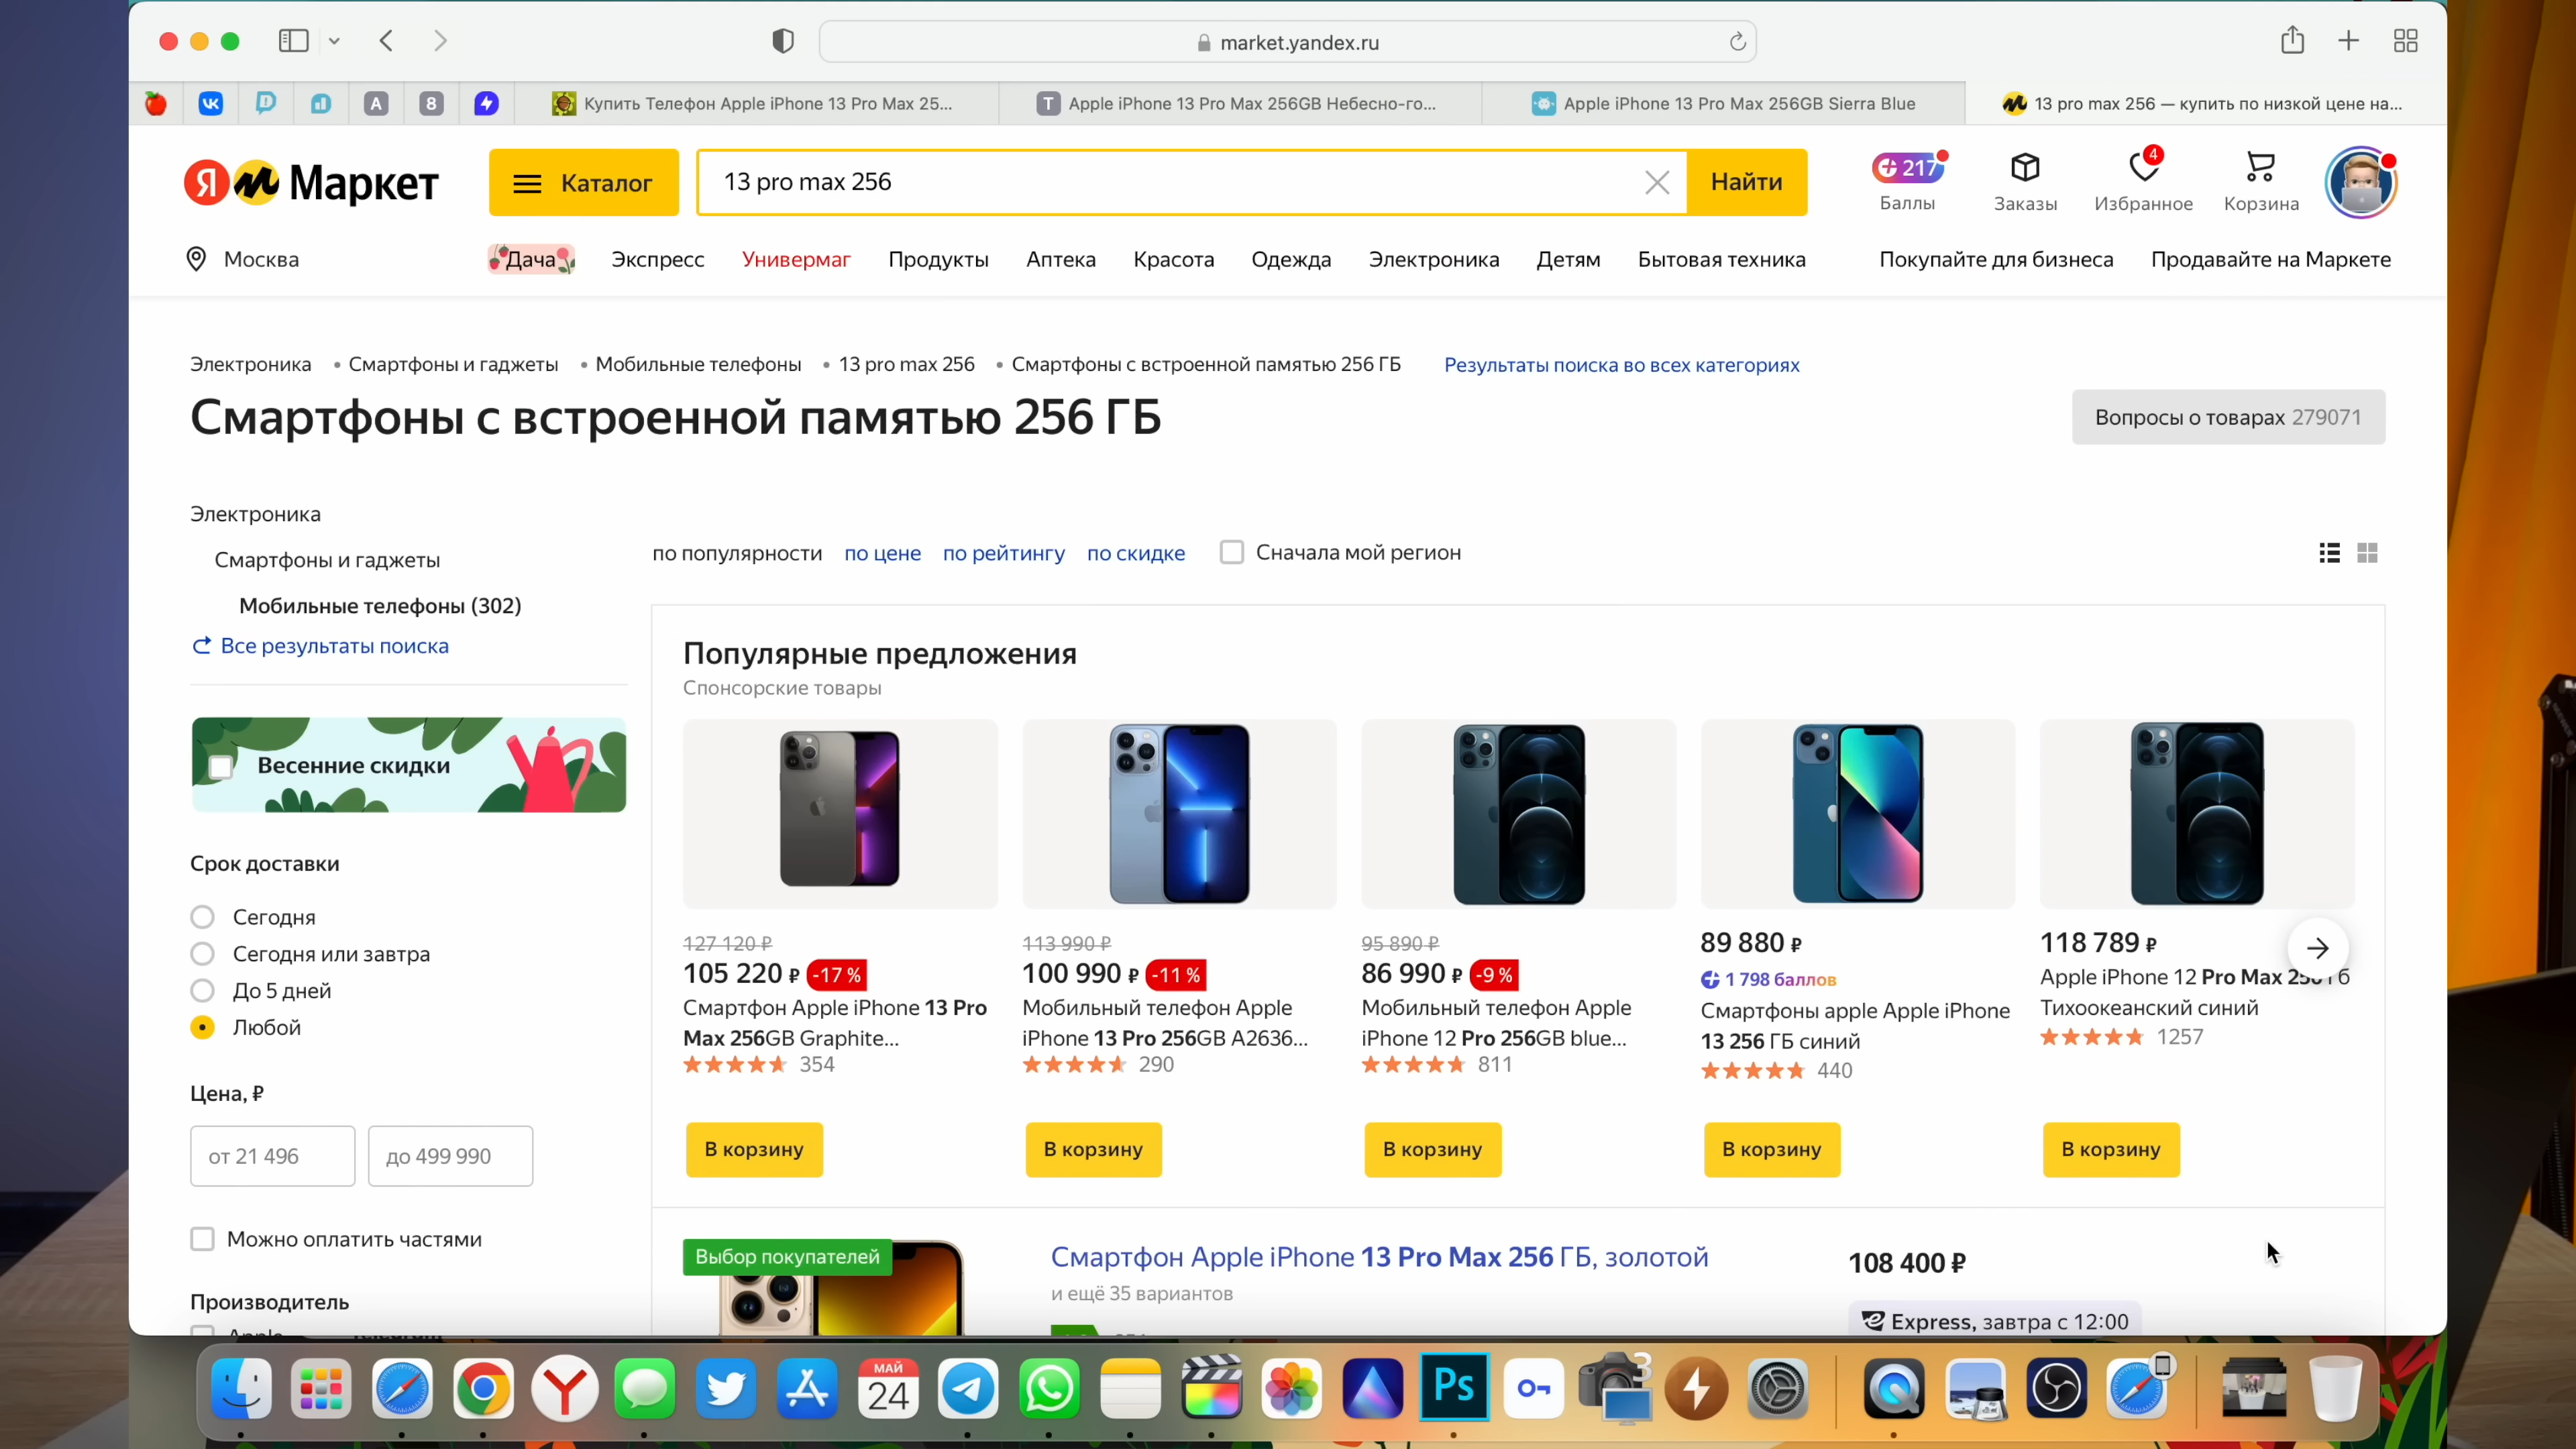 market.yandex.ru
VK
A
8
Купить Телефон Apple iPhone 13 Pro Max 25...
T
Apple iPhone 13 Pro Max 256GB Небесно-го...
Apple iPhone 13 Pro Max 256GB Sierra Blue
13 pro max 256 — купить по низкой цене на...
Я Маркет
Каталог
13 pro max 256
Найти
217
Баллы
Заказы
4
Избранное
Корзина
Москва
Дача
Экспресс
Универмаг
Продукты
Аптека
Красота
Одежда
Электроника
Детям
Бытовая техника
Покупайте для бизнеса
Продавайте на Маркете
Электроника • Смартфоны и гаджеты • Мобильные телефоны • 13 pro max 256 • Смартфоны с встроенной памятью 256 ГБ
Результаты поиска во всех категориях
Смартфоны с встроенной памятью 256 ГБ
Вопросы о товарах 279071
Электроника
Смартфоны и гаджеты
Мобильные телефоны (302)
Все результаты поиска
Весенние скидки
Срок доставки
Сегодня
Сегодня или завтра
До 5 дней
Любой
Цена, ₽
от 21 496
до 499 990
Можно оплатить частями
Производитель
по популярности
по цене
по рейтингу
по скидке
Сначала мой регион
Популярные предложения
Спонсорские товары
127 120 ₽
105 220 ₽ -17 %
Смартфон Apple iPhone 13 Pro
Max 256GB Graphite...
354
В корзину
113 990 ₽
100 990 ₽ -11 %
Мобильный телефон Apple
iPhone 13 Pro 256GB A2636...
290
В корзину
95 890 ₽
86 990 ₽ -9 %
Мобильный телефон Apple
iPhone 12 Pro 256GB blue...
811
В корзину
89 880 ₽
1 798 баллов
Смартфоны apple Apple iPhone
13 256 ГБ синий
440
В корзину
118 789 ₽
Apple iPhone 12 Pro Max 256 Гб
Тихоокеанский синий
1257
В корзину
Выбор покупателей
Смартфон Apple iPhone 13 Pro Max 256 ГБ, золотой
и ещё 35 вариантов
108 400 ₽
Express, завтра с 12:00
МАЙ
24
Ps
3